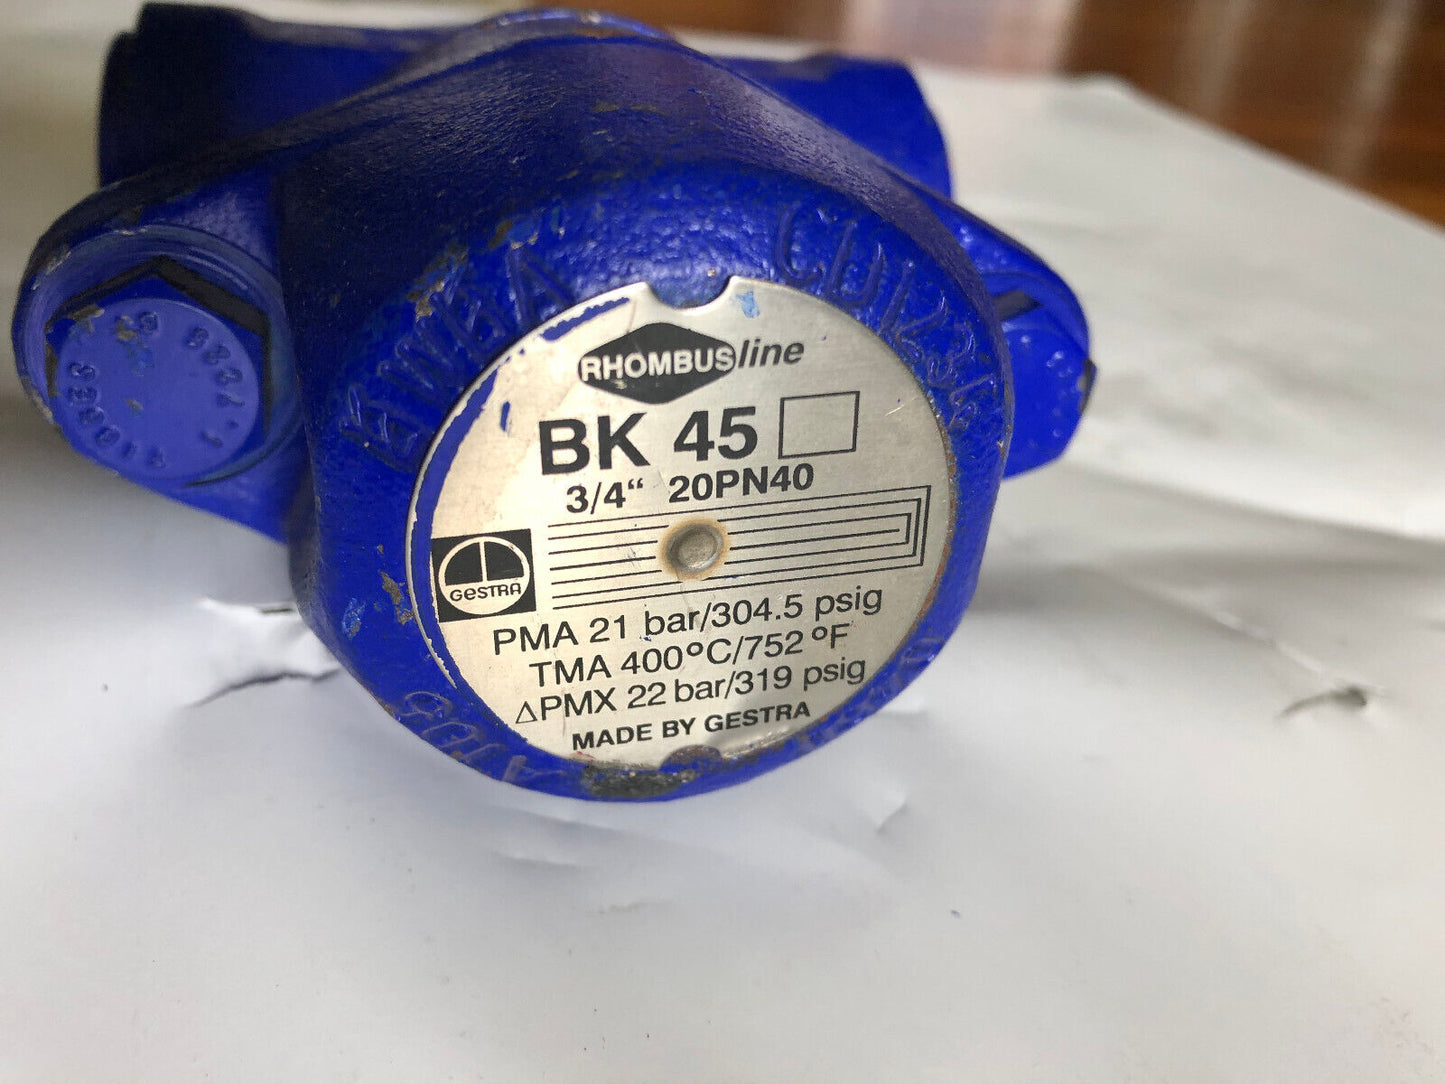 RHOMBUSline
BK 45
3/4“ 20PN40
GESTRA
PMA 21 bar/304.5 psig
TMA 400°C/752°F
△PMX 22 bar/319 psig
MADE BY GESTRA